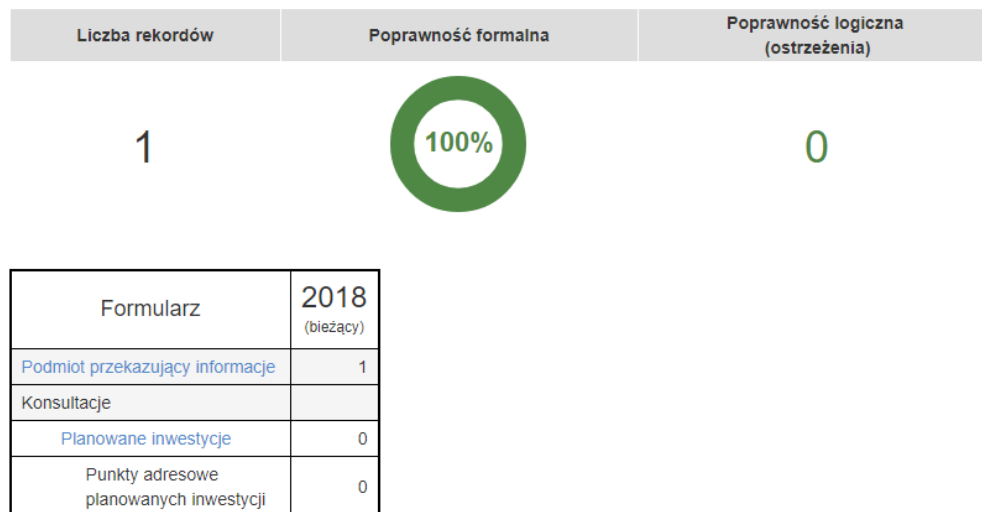 Liczba rekordów Poprawność formalna Poprawność logiczna
(ostrzeżenia)
1 100% 0
Formularz 2018
(bieżący)
Podmiot przekazujący informacje 1
Konsultacje
Planowane inwestycje 0
Punkty adresowe
planowanych inwestycji 0